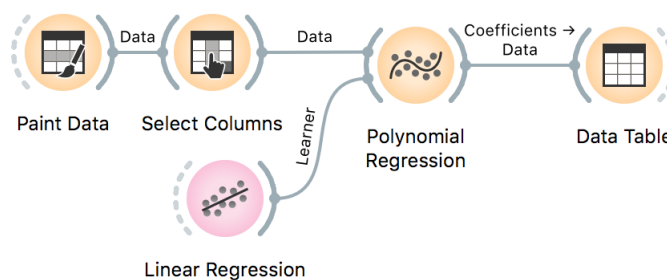 Data
Data
Coefficients →
Data
Paint Data
Select Columns
Learner
Polynomial
Regression
Data Table
Linear Regression